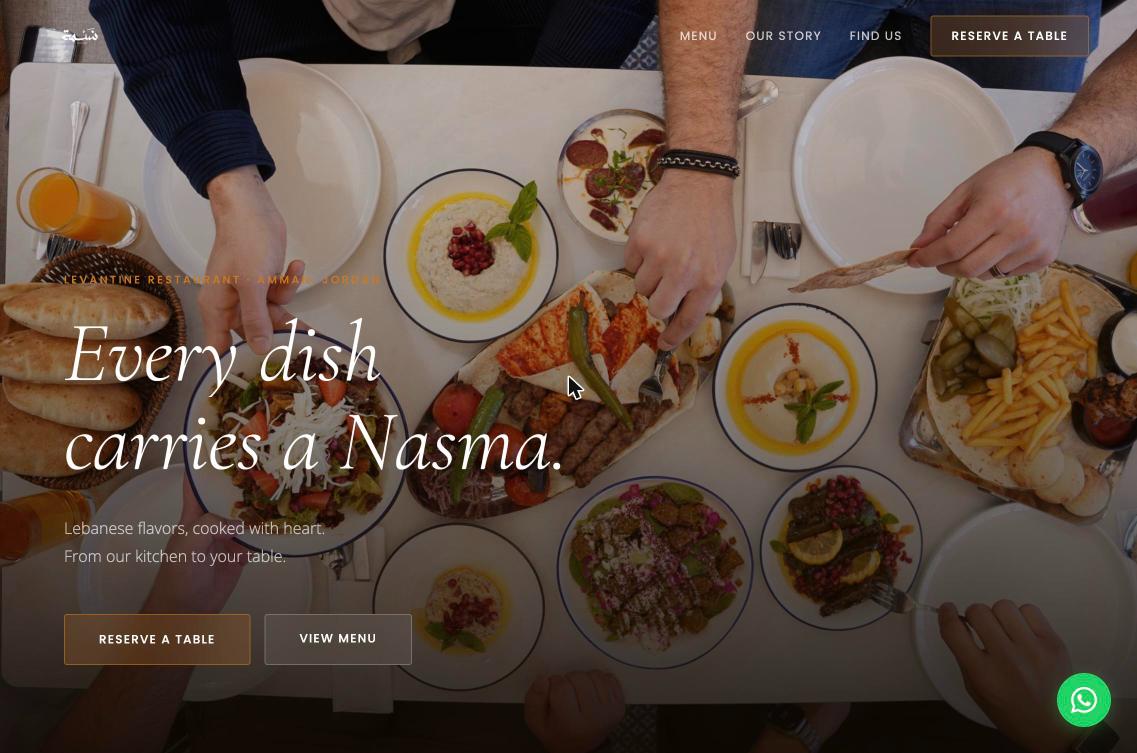 نسمة
MENU
OUR STORY
FIND US
RESERVE A TABLE
LEVANTINE RESTAURANT · AMMAN, JORDAN
Every dish
carries a Nasma.
Lebanese flavors, cooked with heart.
From our kitchen to your table.
RESERVE A TABLE
VIEW MENU